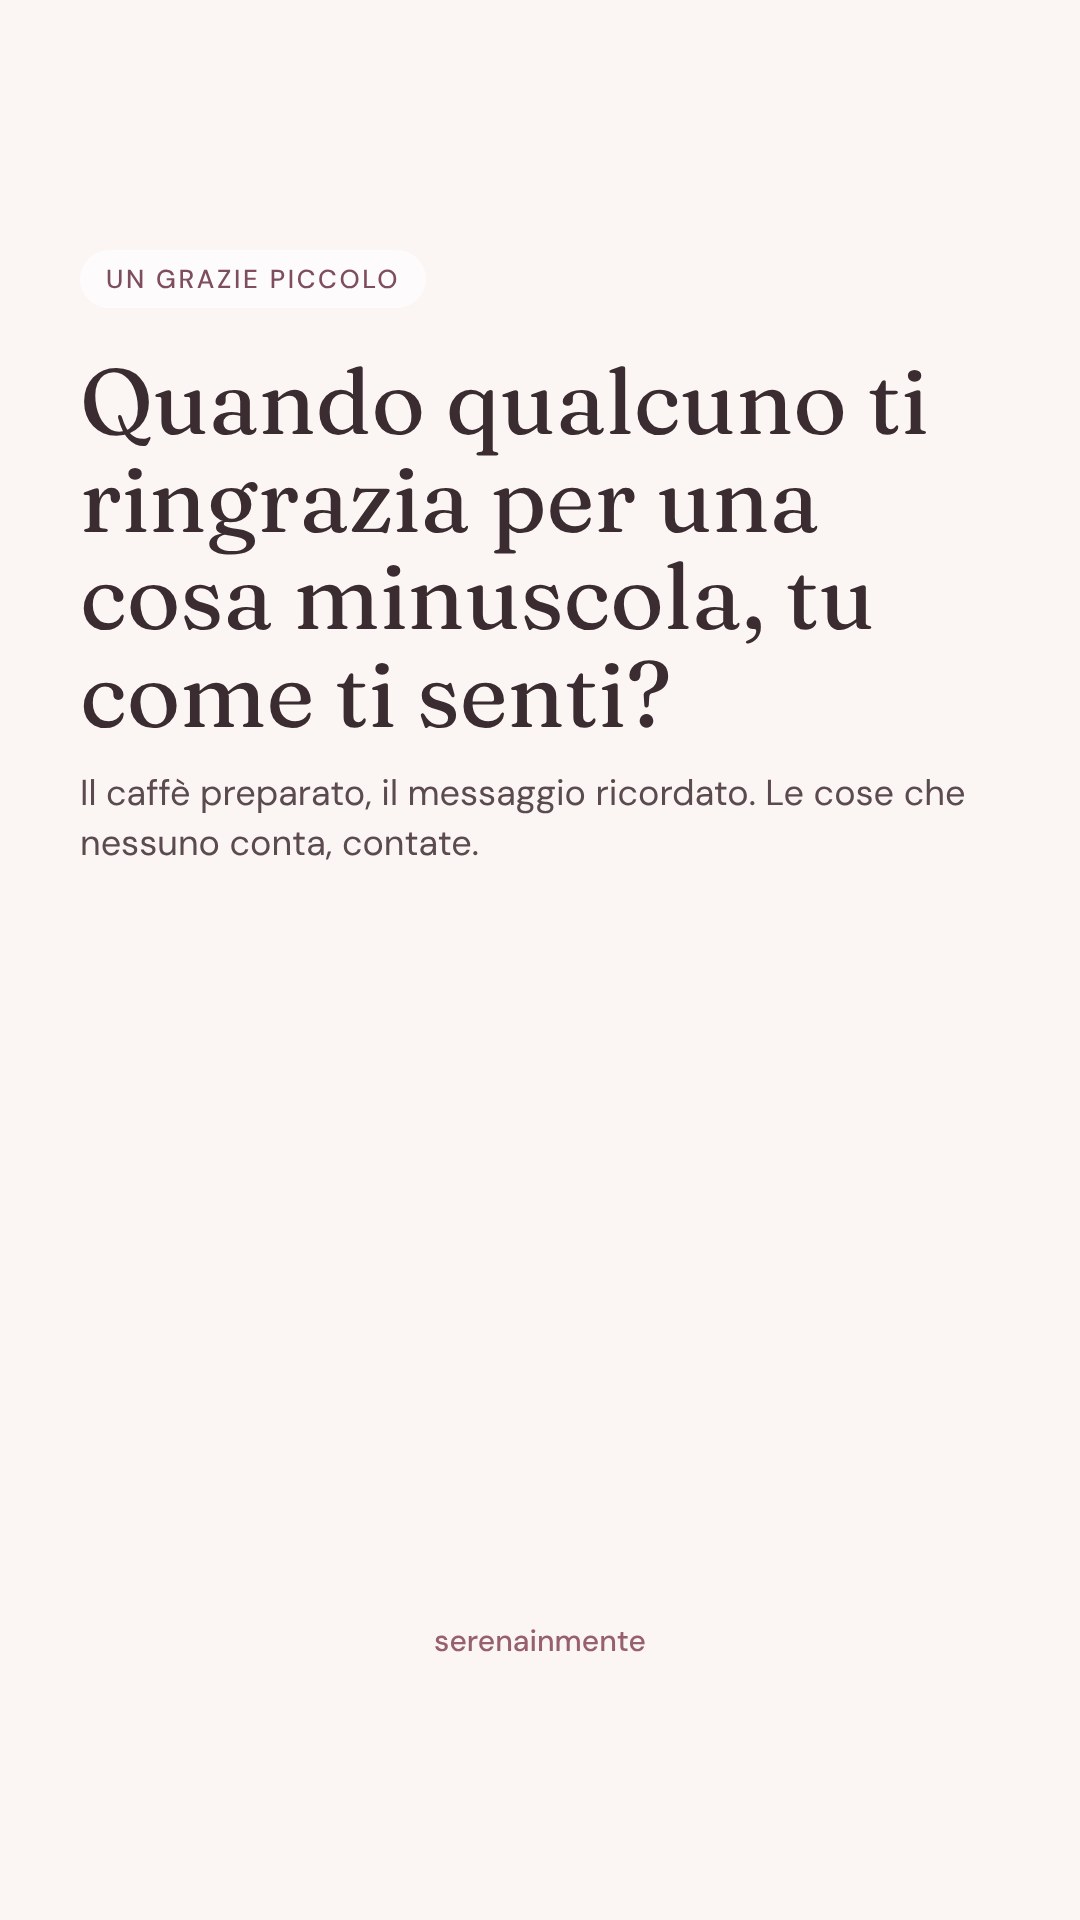 UN GRAZIE PICCOLO
Quando qualcuno ti
ringrazia per una
cosa minuscola, tu
come ti senti?
Il caffè preparato, il messaggio ricordato. Le cose che
nessuno conta, contate.
serenainmente